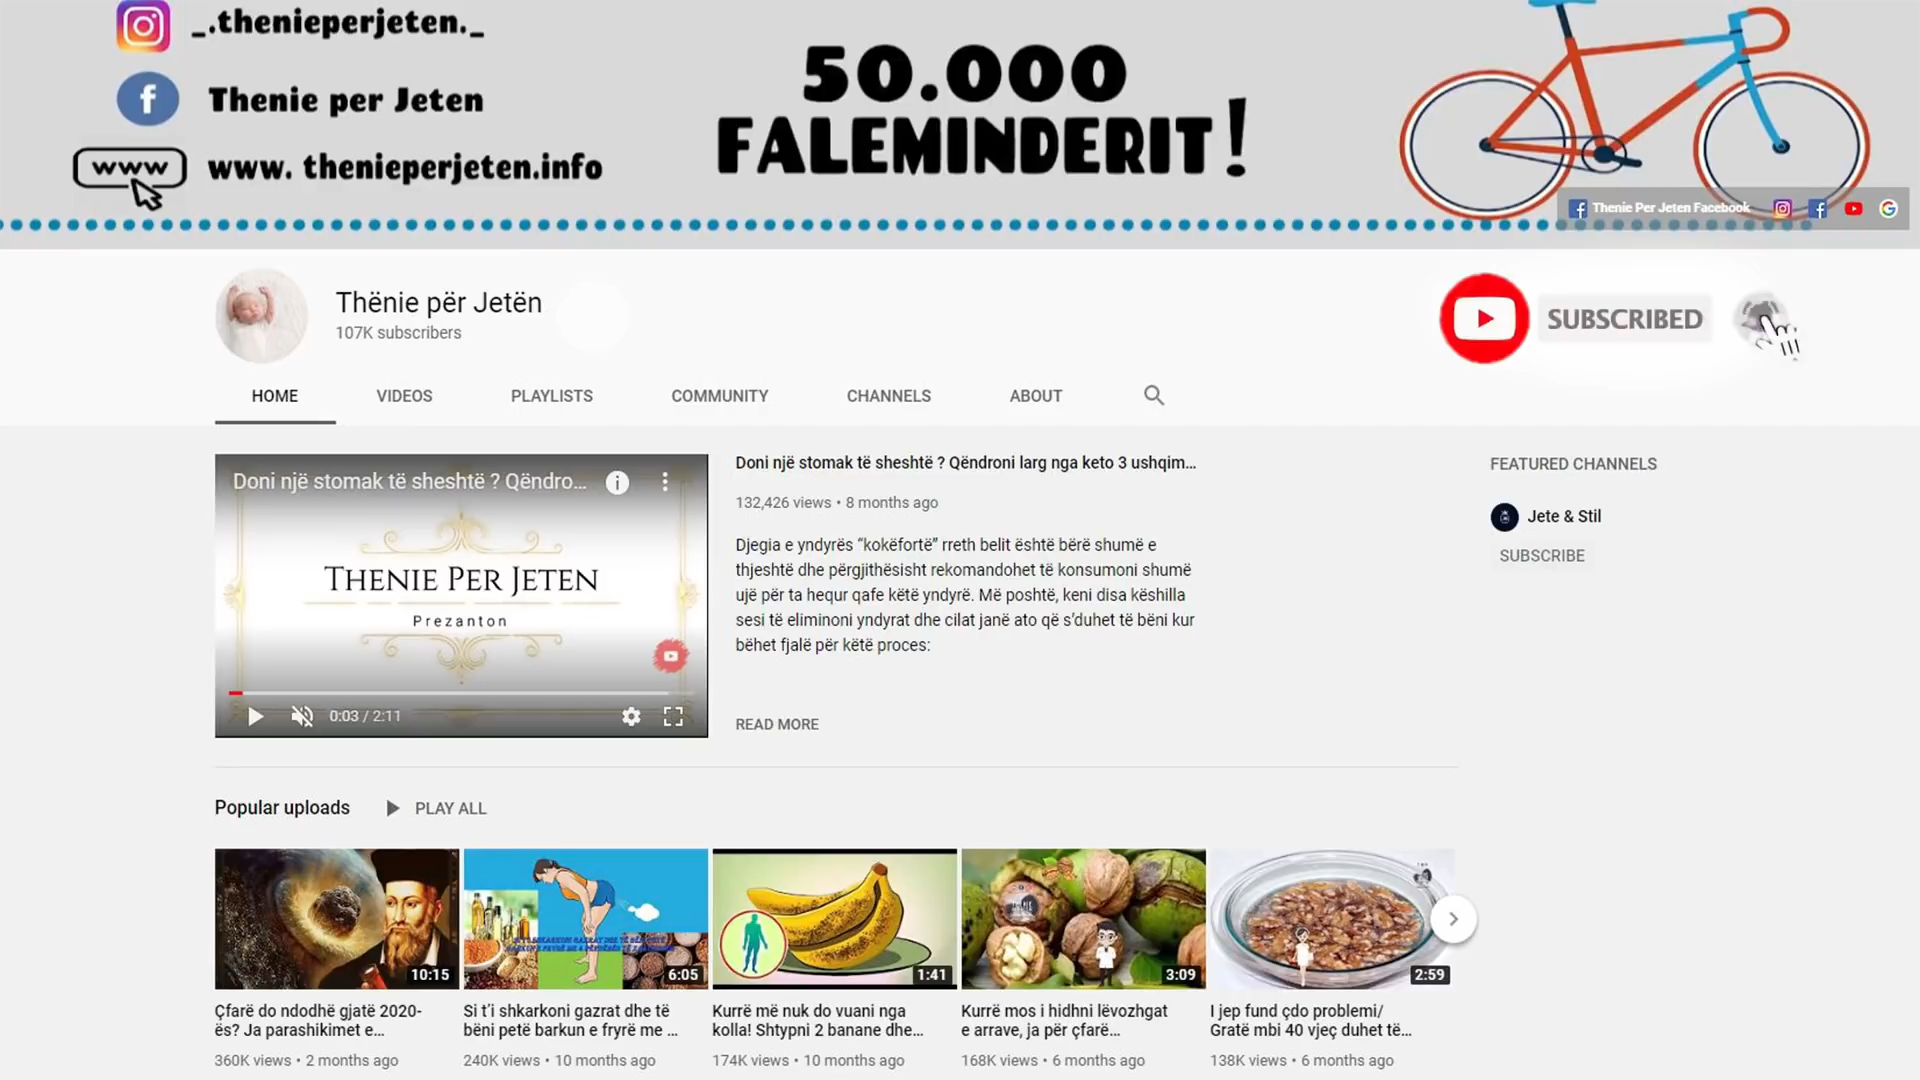 _.thenieperjeten._
Thenie per Jeten
www
www. thenieperjeten.info
50.000
FALEMINDERIT!
Thenie Per Jeten Facebook
Thënie për Jetën
107K subscribers
SUBSCRIBED
HOME
VIDEOS
PLAYLISTS
COMMUNITY
CHANNELS
ABOUT
Doni një stomak të sheshtë ? Qëndro...
THENIE PER JETEN
Prezanton
0:03 / 2:11
Doni një stomak të sheshtë ? Qëndroni larg nga keto 3 ushqim...
132,426 views • 8 months ago
Djegia e yndyrës “kokëfortë” rreth belit është bërë shumë e
thjeshtë dhe përgjithësisht rekomandohet të konsumoni shumë
ujë për ta hequr qafe këtë yndyrë. Më poshtë, keni disa këshilla
sesi të eliminoni yndyrat dhe cilat janë ato që s’duhet të bëni kur
bëhet fjalë për këtë proces:
READ MORE
FEATURED CHANNELS
Jete & Stil
SUBSCRIBE
Popular uploads
PLAY ALL
10:15
6:05
1:41
3:09
2:59
Çfarë do ndodhë gjatë 2020-
ës? Ja parashikimet e...
360K views • 2 months ago
Si t’i shkarkoni gazrat dhe të
bëni petë barkun e fryrë me ...
240K views • 10 months ago
Kurrë më nuk do vuani nga
kolla! Shtypni 2 banane dhe...
174K views • 10 months ago
Kurrë mos i hidhni lëvozhgat
e arrave, ja për çfarë...
168K views • 6 months ago
I jep fund çdo problemi/
Gratë mbi 40 vjeç duhet të...
138K views • 6 months ago